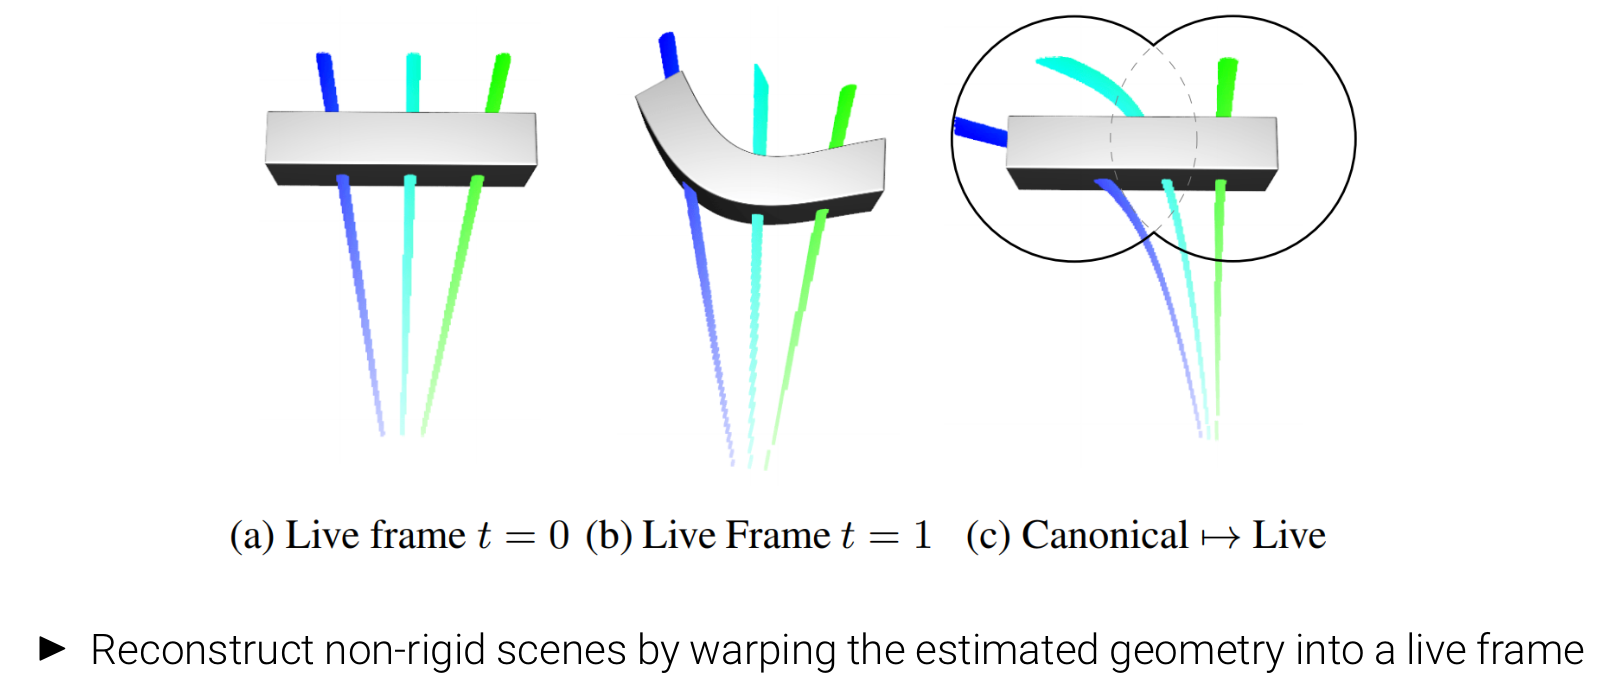 (a) Live frame t = 0 (b) Live Frame t = 1 (c) Canonical ↦ Live
► Reconstruct non-rigid scenes by warping the estimated geometry into a live frame